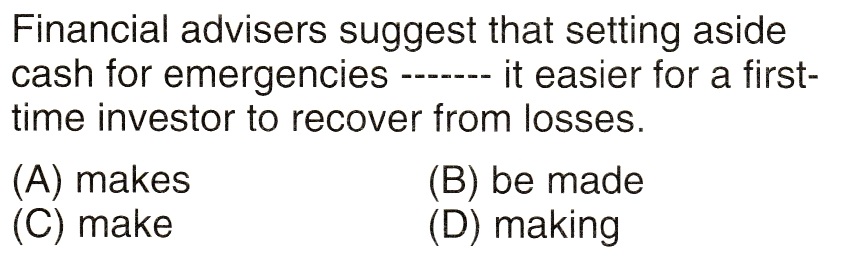 Financial advisers suggest that setting aside
cash for emergencies ------- it easier for a first-
time investor to recover from losses.
(A) makes (B) be made
(C) make (D) making